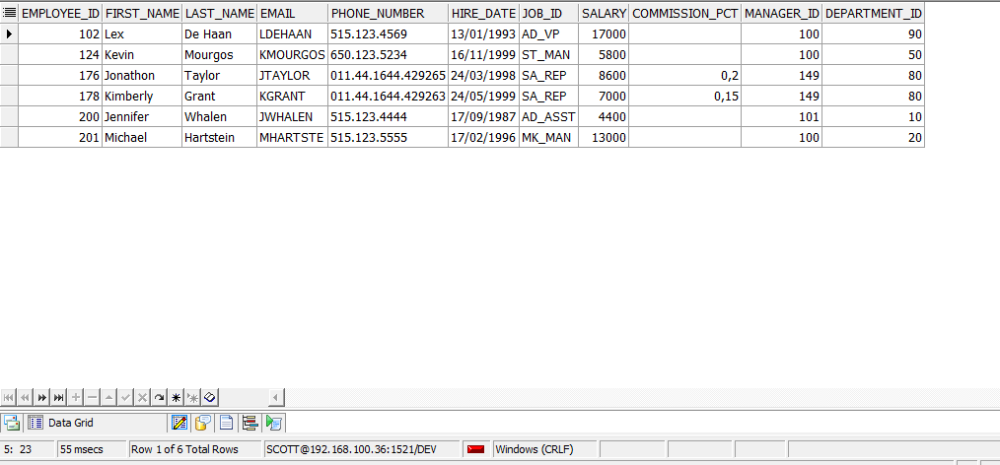 EMPLOYEE_ID FIRST_NAME LAST_NAME EMAIL PHONE_NUMBER HIRE_DATE JOB_ID SALARY COMMISSION_PCT MANAGER_ID DEPARTMENT_ID
102 Lex De Haan LDEHAAN 515.123.4569 13/01/1993 AD_VP 17000 100 90
124 Kevin Mourgos KMOURGOS 650.123.5234 16/11/1999 ST_MAN 5800 100 50
176 Jonathon Taylor JTAYLOR 011.44.1644.429265 24/03/1998 SA_REP 8600 0,2 149 80
178 Kimberly Grant KGRANT 011.44.1644.429263 24/05/1999 SA_REP 7000 0,15 149 80
200 Jennifer Whalen JWHALEN 515.123.4444 17/09/1987 AD_ASST 4400 101 10
201 Michael Hartstein MHARTSTE 515.123.5555 17/02/1996 MK_MAN 13000 100 20
Data Grid
5: 23 55 msecs Row 1 of 6 Total Rows SCOTT@192.168.100.36:1521/DEV Windows (CRLF)